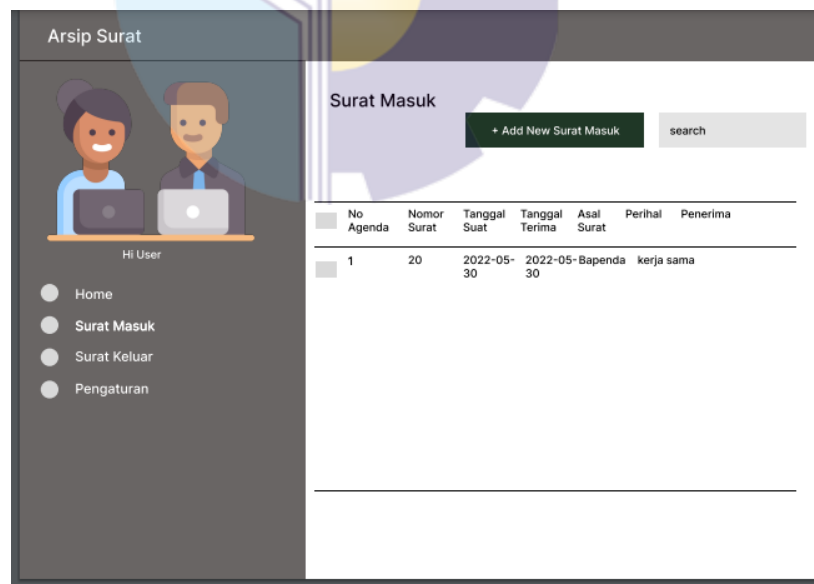 Arsip Surat
Hi User
Home
Surat Masuk
Surat Keluar
Pengaturan
Surat Masuk
+ Add New Surat Masuk
search
No Agenda
Nomor Surat
Tanggal Suat
Tanggal Terima
Asal Surat
Perihal
Penerima
1
20
2022-05-30
2022-05-30
Bapenda
kerja sama